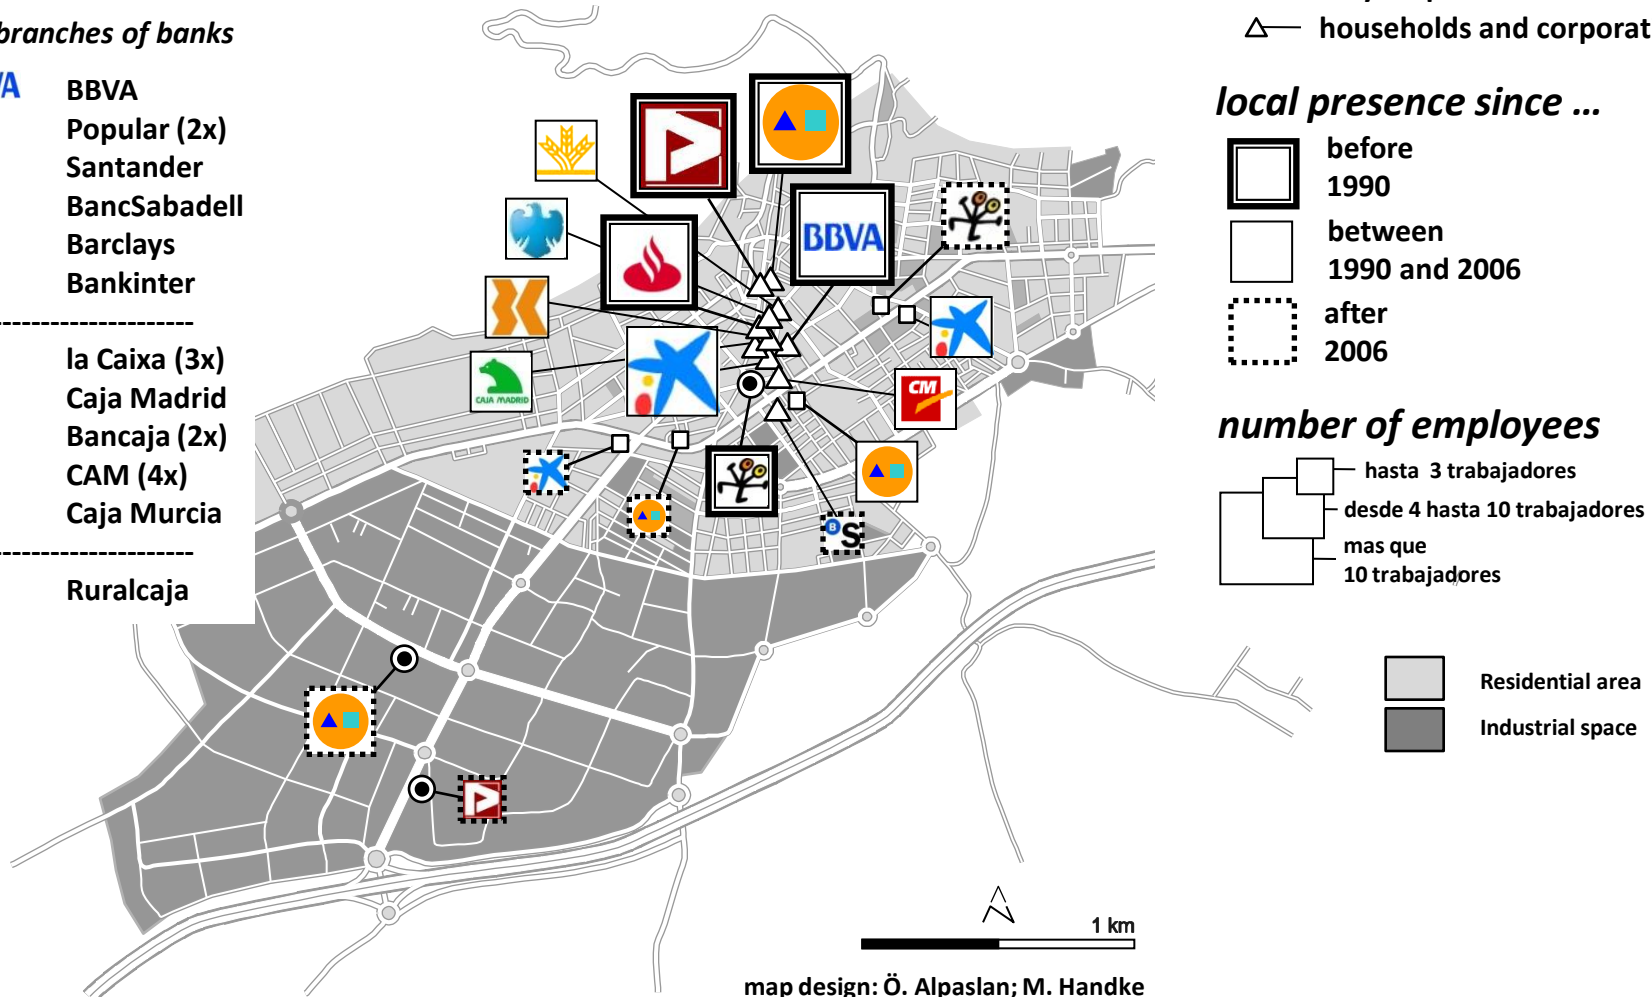 branches of banks
VA BBVA
Popular (2x)
Santander
BancSabadell
Barclays
Bankinter
---------------------
la Caixa (3x)
Caja Madrid
Bancaja (2x)
CAM (4x)
Caja Murcia
---------------------
Ruralcaja
BBVA
CAJA MADRID
CM
B S
1 km
map design: Ö. Alpaslan; M. Handke
households and corporat
local presence since ...
before
1990
between
1990 and 2006
after
2006
number of employees
hasta 3 trabajadores
desde 4 hasta 10 trabajadores
mas que
10 trabajadores
Residential area
Industrial space